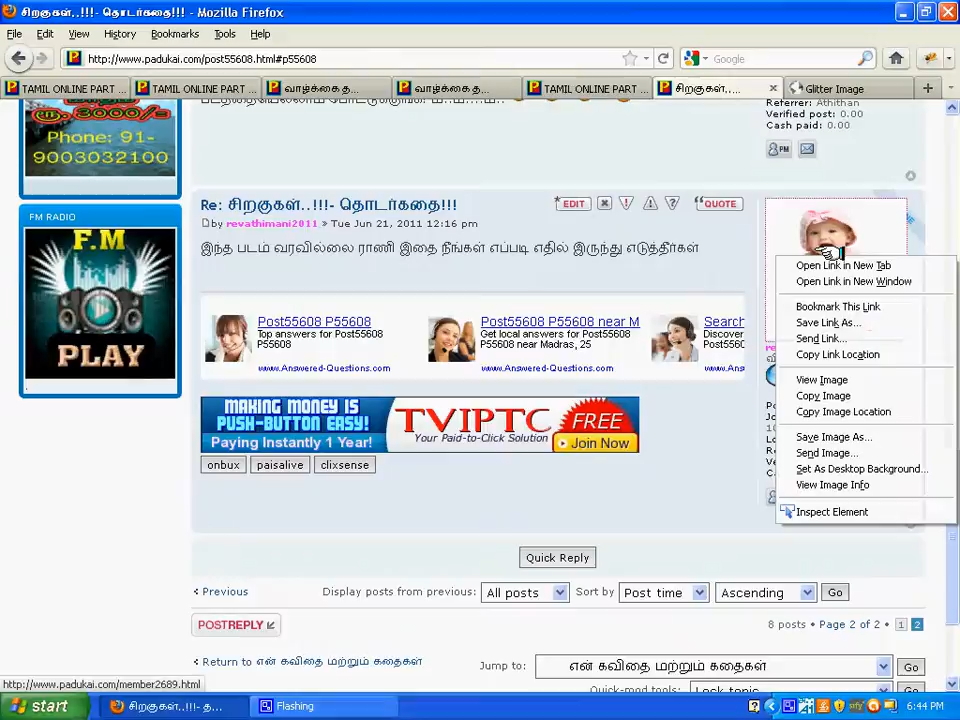 சிறகுகள்..!!!- தொடர்கதை!!! - Mozilla Firefox
File Edit View History Bookmarks Tools Help
http://www.padukai.com/post55608.html#p55608
Google
TAMIL ONLINE PART ...
TAMIL ONLINE PART ...
வாழ்க்கை த...
வாழ்க்கை த...
TAMIL ONLINE PART ...
சிறகுகள்,...
Glitter Image
ரூ. 3000/-
Phone: 91-
9003032100
Referrer: Athithan
Verified post: 0.00
Cash paid: 0.00
PM
FM RADIO
F.M
PLAY
Re: சிறகுகள்..!!!- தொடர்கதை!!!
EDIT
QUOTE
by revathimani2011 » Tue Jun 21, 2011 12:16 pm
இந்த படம் வரவில்லை ராணி இதை நீங்கள் எப்படி எதில் இருந்து எடுத்தீர்கள்
Post55608 P55608
Top answers for Post55608
P55608
www.Answered-Questions.com
Post55608 P55608 near M
Get local answers for Post55608
P55608 near Madras, 25
www.Answered-Questions.com
Search
Discover
Post556
P55608
www.Ans
MAKING MONEY IS
PUSH-BUTTON EASY!
Paying Instantly 1 Year!
TVIPTC
Your Paid-to-Click Solution
FREE
Join Now
onbux
paisalive
clixsense
Open Link in New Tab
Open Link in New Window
Bookmark This Link
Save Link As...
Send Link...
Copy Link Location
View Image
Copy Image
Copy Image Location
Save Image As...
Send Image...
Set As Desktop Background...
View Image Info
Inspect Element
Quick Reply
Previous
Display posts from previous: All posts Sort by Post time Ascending Go
POSTREPLY
8 posts • Page 2 of 2 • 1 2
Return to என் கவிதை மற்றும் கதைகள்
Jump to: என் கவிதை மற்றும் கதைகள் Go
Quick-mod tools: Lock topic Go
http://www.padukai.com/member2689.html
start
சிறகுகள்..!!!- த...
Flashing
6:44 PM